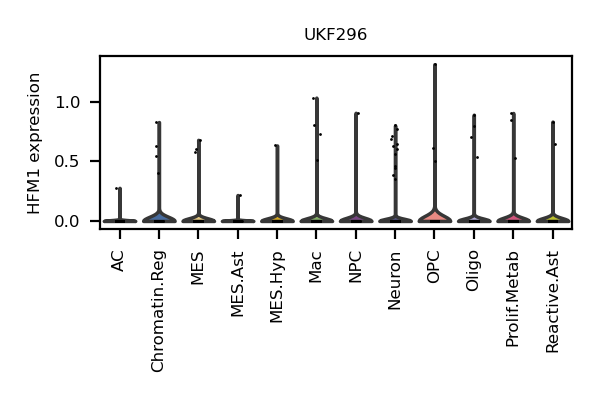 UKF296
HFM1 expression
1.0
0.5
0.0
AC
Chromatin.Reg
MES
MES.Ast
MES.Hyp
Mac
NPC
Neuron
OPC
Oligo
Prolif.Metab
Reactive.Ast